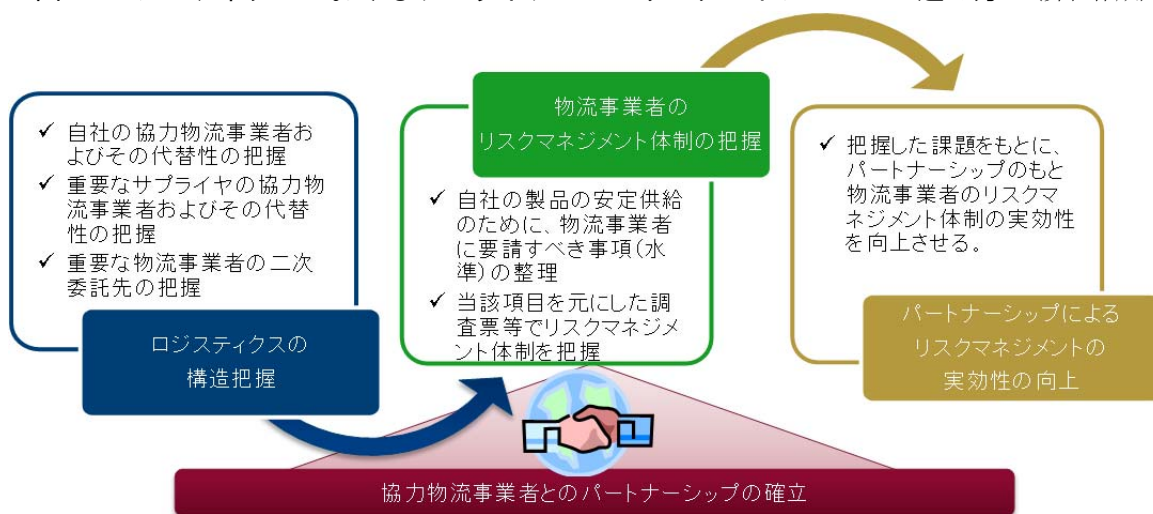 ✓ 自社の協力物流事業者お
よびその代替性の把握
✓ 重要なサプライヤの協力物
流事業者およびその代替
性の把握
✓ 重要な物流事業者の二次
委託先の把握
ロジスティクスの
構造把握
物流事業者の
リスクマネジメント体制の把握
✓ 自社の製品の安定供給
のために、物流事業者
に要請すべき事項(水
準)の整理
✓ 当該項目を元にした調
査票等でリスクマネジメ
ント体制を把握
✓ 把握した課題をもとに、
パートナーシップのもと
物流事業者のリスクマ
ネジメント体制の実効性
を向上させる。
パートナーシップによる
リスクマネジメントの
実効性の向上
協力物流事業者とのパートナーシップの確立